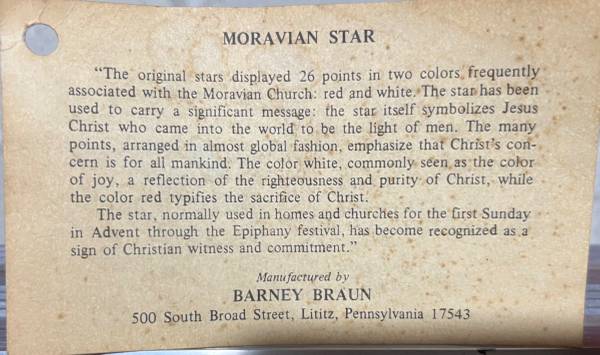 MORAVIAN STAR
“The original stars displayed 26 points in two colors frequently
associated with the Moravian Church: red and white. The star has been
used to carry a significant message: the star itself symbolizes Jesus
Christ who came into the world to be the light of men. The many
points, arranged in almost global fashion, emphasize that Christ's con-
cern is for all mankind. The color white, commonly seen as the color
of joy, a reflection of the righteousness and purity of Christ, while
the color red typifies the sacrifice of Christ.
The star, normally used in homes and churches for the first Sunday
in Advent through the Epiphany festival, has become recognized as a
sign of Christian witness and commitment.”
Manufactured by
BARNEY BRAUN
500 South Broad Street, Lititz, Pennsylvania 17543